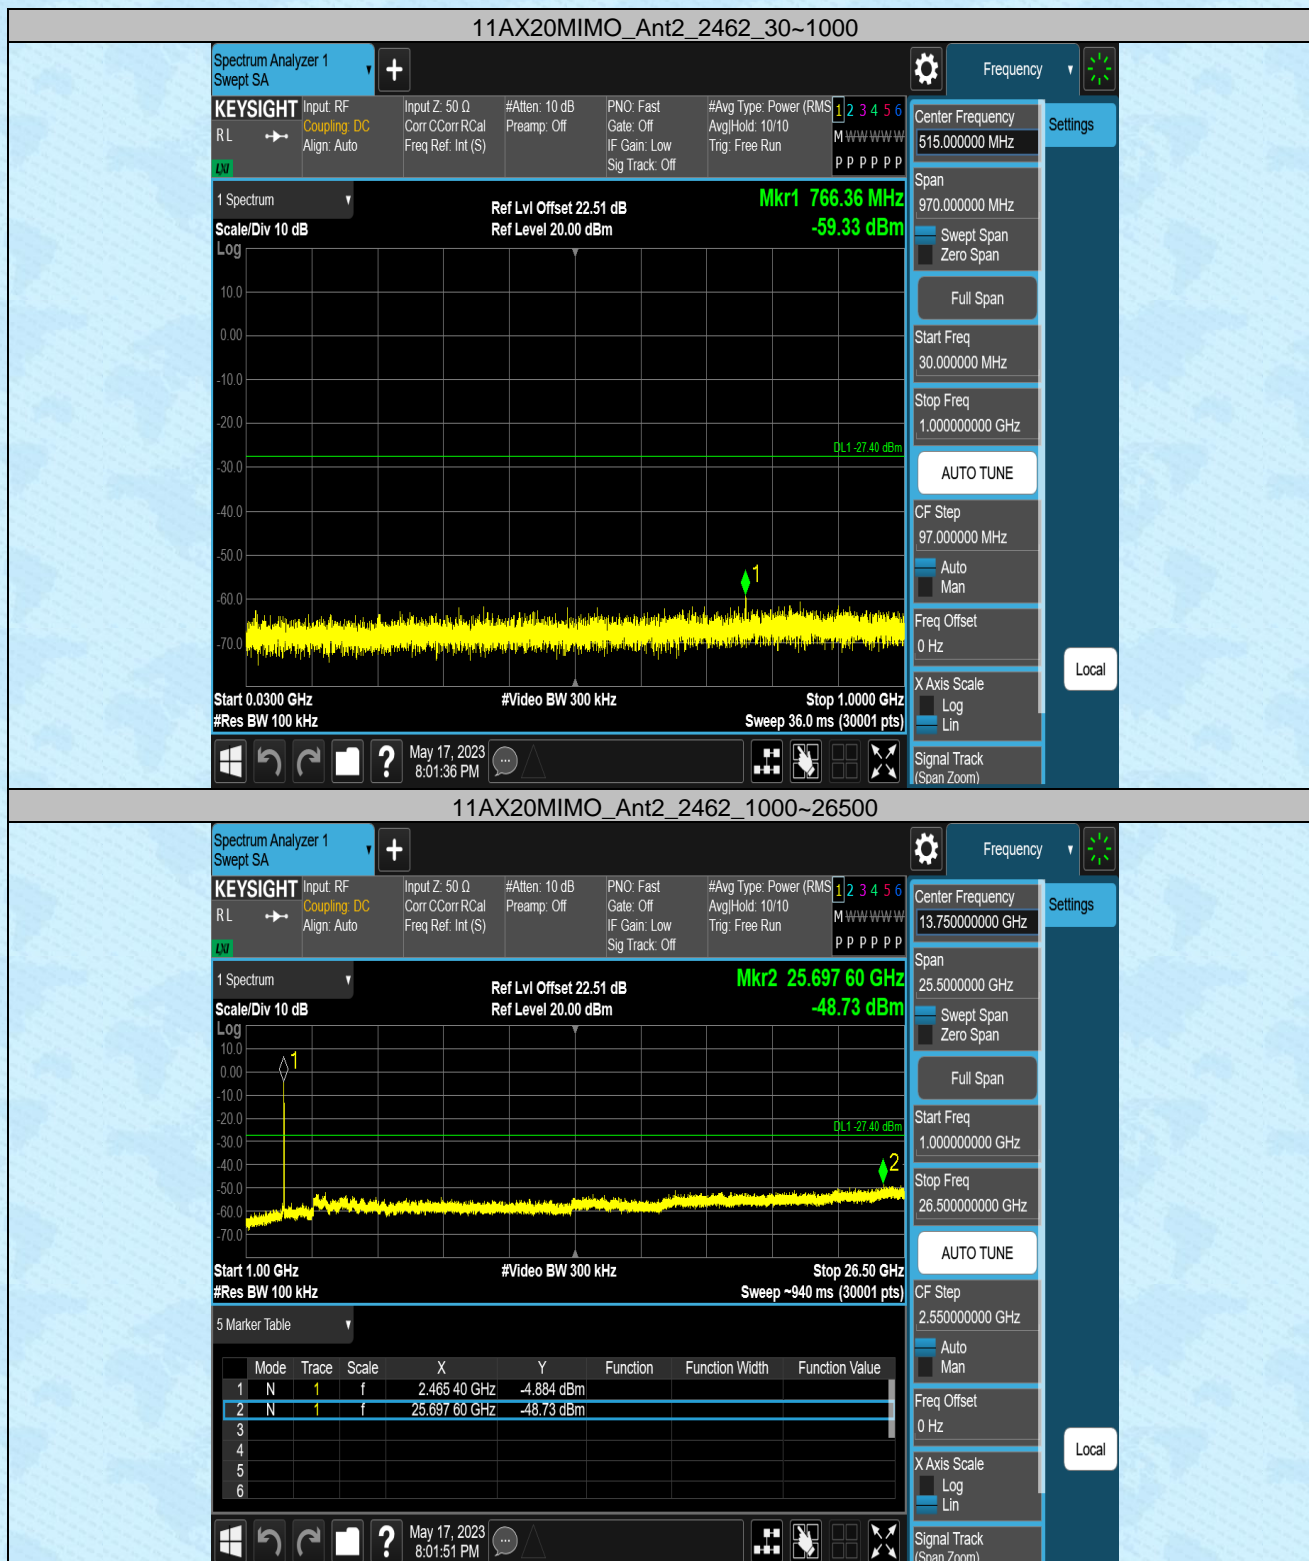 11AX20MIMO_Ant2_2462_30~1000
Spectrum Analyzer 1
Swept SA
Frequency
KEYSIGHT
RL
LXI
Input: RF
Coupling: DC
Align: Auto
Input Z: 50 Ω
Corr CCorr RCal
Freq Ref: Int (S)
#Atten: 10 dB
Preamp: Off
PNO: Fast
Gate: Off
IF Gain: Low
Sig Track: Off
#Avg Type: Power (RMS
Avg|Hold: 10/10
Trig: Free Run
1 2 3 4 5 6
M W W W W W
P P P P P P
1 Spectrum
Scale/Div 10 dB
Ref Lvl Offset 22.51 dB
Ref Level 20.00 dBm
Mkr1 766.36 MHz
-59.33 dBm
Log
10.0
0.00
-10.0
-20.0
-30.0
-40.0
-50.0
-60.0
-70.0
DL1 -27.40 dBm
1
Start 0.0300 GHz
#Res BW 100 kHz
#Video BW 300 kHz
Stop 1.0000 GHz
Sweep 36.0 ms (30001 pts)
May 17, 2023
8:01:36 PM
Center Frequency
515.000000 MHz
Span
970.000000 MHz
Swept Span
Zero Span
Full Span
Start Freq
30.000000 MHz
Stop Freq
1.000000000 GHz
AUTO TUNE
CF Step
97.000000 MHz
Auto
Man
Freq Offset
0 Hz
X Axis Scale
Log
Lin
Signal Track
(Span Zoom)
Settings
Local
11AX20MIMO_Ant2_2462_1000~26500
Spectrum Analyzer 1
Swept SA
Frequency
KEYSIGHT
RL
LXI
Input: RF
Coupling: DC
Align: Auto
Input Z: 50 Ω
Corr CCorr RCal
Freq Ref: Int (S)
#Atten: 10 dB
Preamp: Off
PNO: Fast
Gate: Off
IF Gain: Low
Sig Track: Off
#Avg Type: Power (RMS
Avg|Hold: 10/10
Trig: Free Run
1 2 3 4 5 6
M W W W W W
P P P P P P
1 Spectrum
Scale/Div 10 dB
Ref Lvl Offset 22.51 dB
Ref Level 20.00 dBm
Mkr2 25.697 60 GHz
-48.73 dBm
Log
10.0
0.00
-10.0
-20.0
-30.0
-40.0
-50.0
-60.0
-70.0
DL1 -27.40 dBm
1
2
Start 1.00 GHz
#Res BW 100 kHz
#Video BW 300 kHz
Stop 26.50 GHz
Sweep ~940 ms (30001 pts)
5 Marker Table
Mode Trace Scale X Y Function Function Width Function Value
1 N 1 f 2.465 40 GHz -4.884 dBm
2 N 1 f 25.697 60 GHz -48.73 dBm
3
4
5
6
May 17, 2023
8:01:51 PM
Center Frequency
13.750000000 GHz
Span
25.5000000 GHz
Swept Span
Zero Span
Full Span
Start Freq
1.000000000 GHz
Stop Freq
26.500000000 GHz
AUTO TUNE
CF Step
2.550000000 GHz
Auto
Man
Freq Offset
0 Hz
X Axis Scale
Log
Lin
Signal Track
(Span Zoom)
Settings
Local